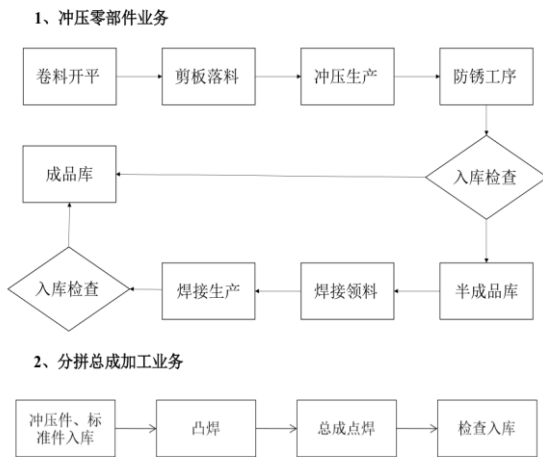 1、冲压零部件业务
卷料开平
剪板落料
冲压生产
防锈工序
成品库
入库检查
入库检查
焊接生产
焊接领料
半成品库
2、分拼总成加工业务
冲压件、标
准件入库
凸焊
总成点焊
检查入库